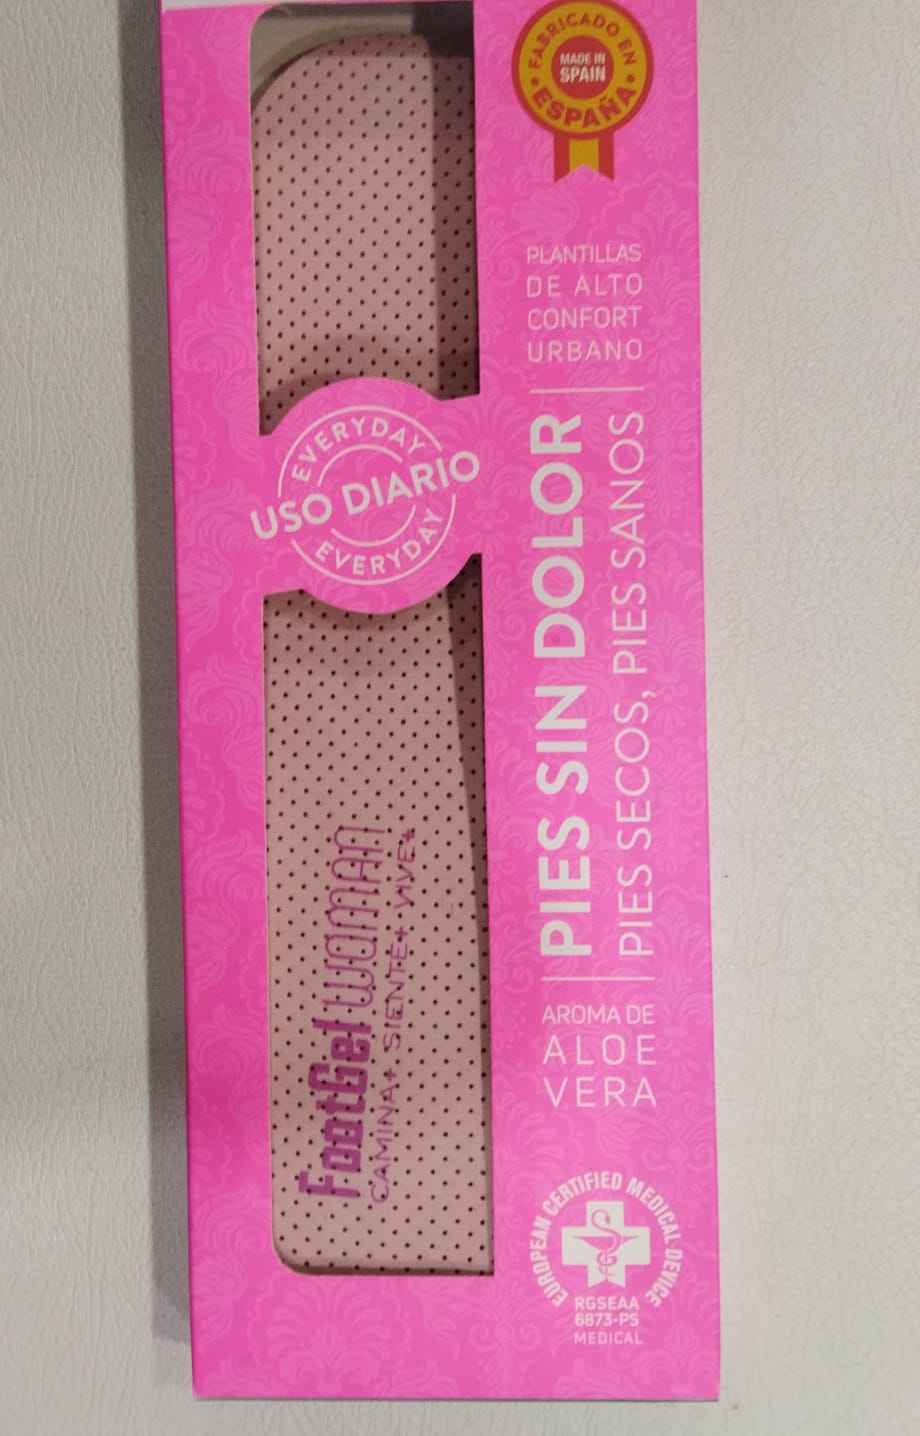 FABRICADO EN
MADE IN
SPAIN
ESPAÑA
PLANTILLAS
DE ALTO
CONFORT
URBANO
EVERYDAY
USO DIARIO
EVERYDAY
PIES SIN DOLOR
PIES SECOS, PIES SANOS
FootGel WOMAN
CAMINA+ SIENTE+ VIVE+
AROMA DE
ALOE
VERA
EUROPEAN CERTIFIED MEDICAL DEVICE
RGSEAA
6873-PS
MEDICAL